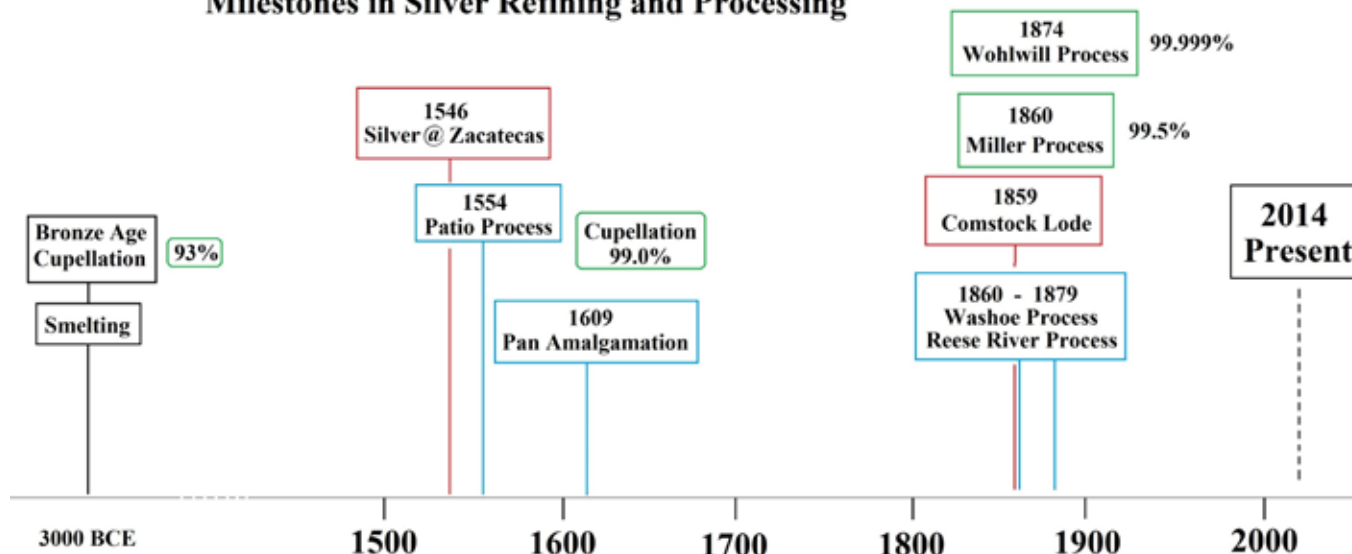 Milestones in Silver Refining and Processing
1874
Wohlwill Process
99.999%
1860
Miller Process
99.5%
1546
Silver@ Zacatecas
1859
Comstock Lode
1554
Patio Process
2014
Present
Bronze Age
Cupellation
93%
Cupellation
99.0%
Smelting
1609
Pan Amalgamation
1860 - 1879
Washoe Process
Reese River Process
3000 BCE
1500
1600
1700
1800
1900
2000